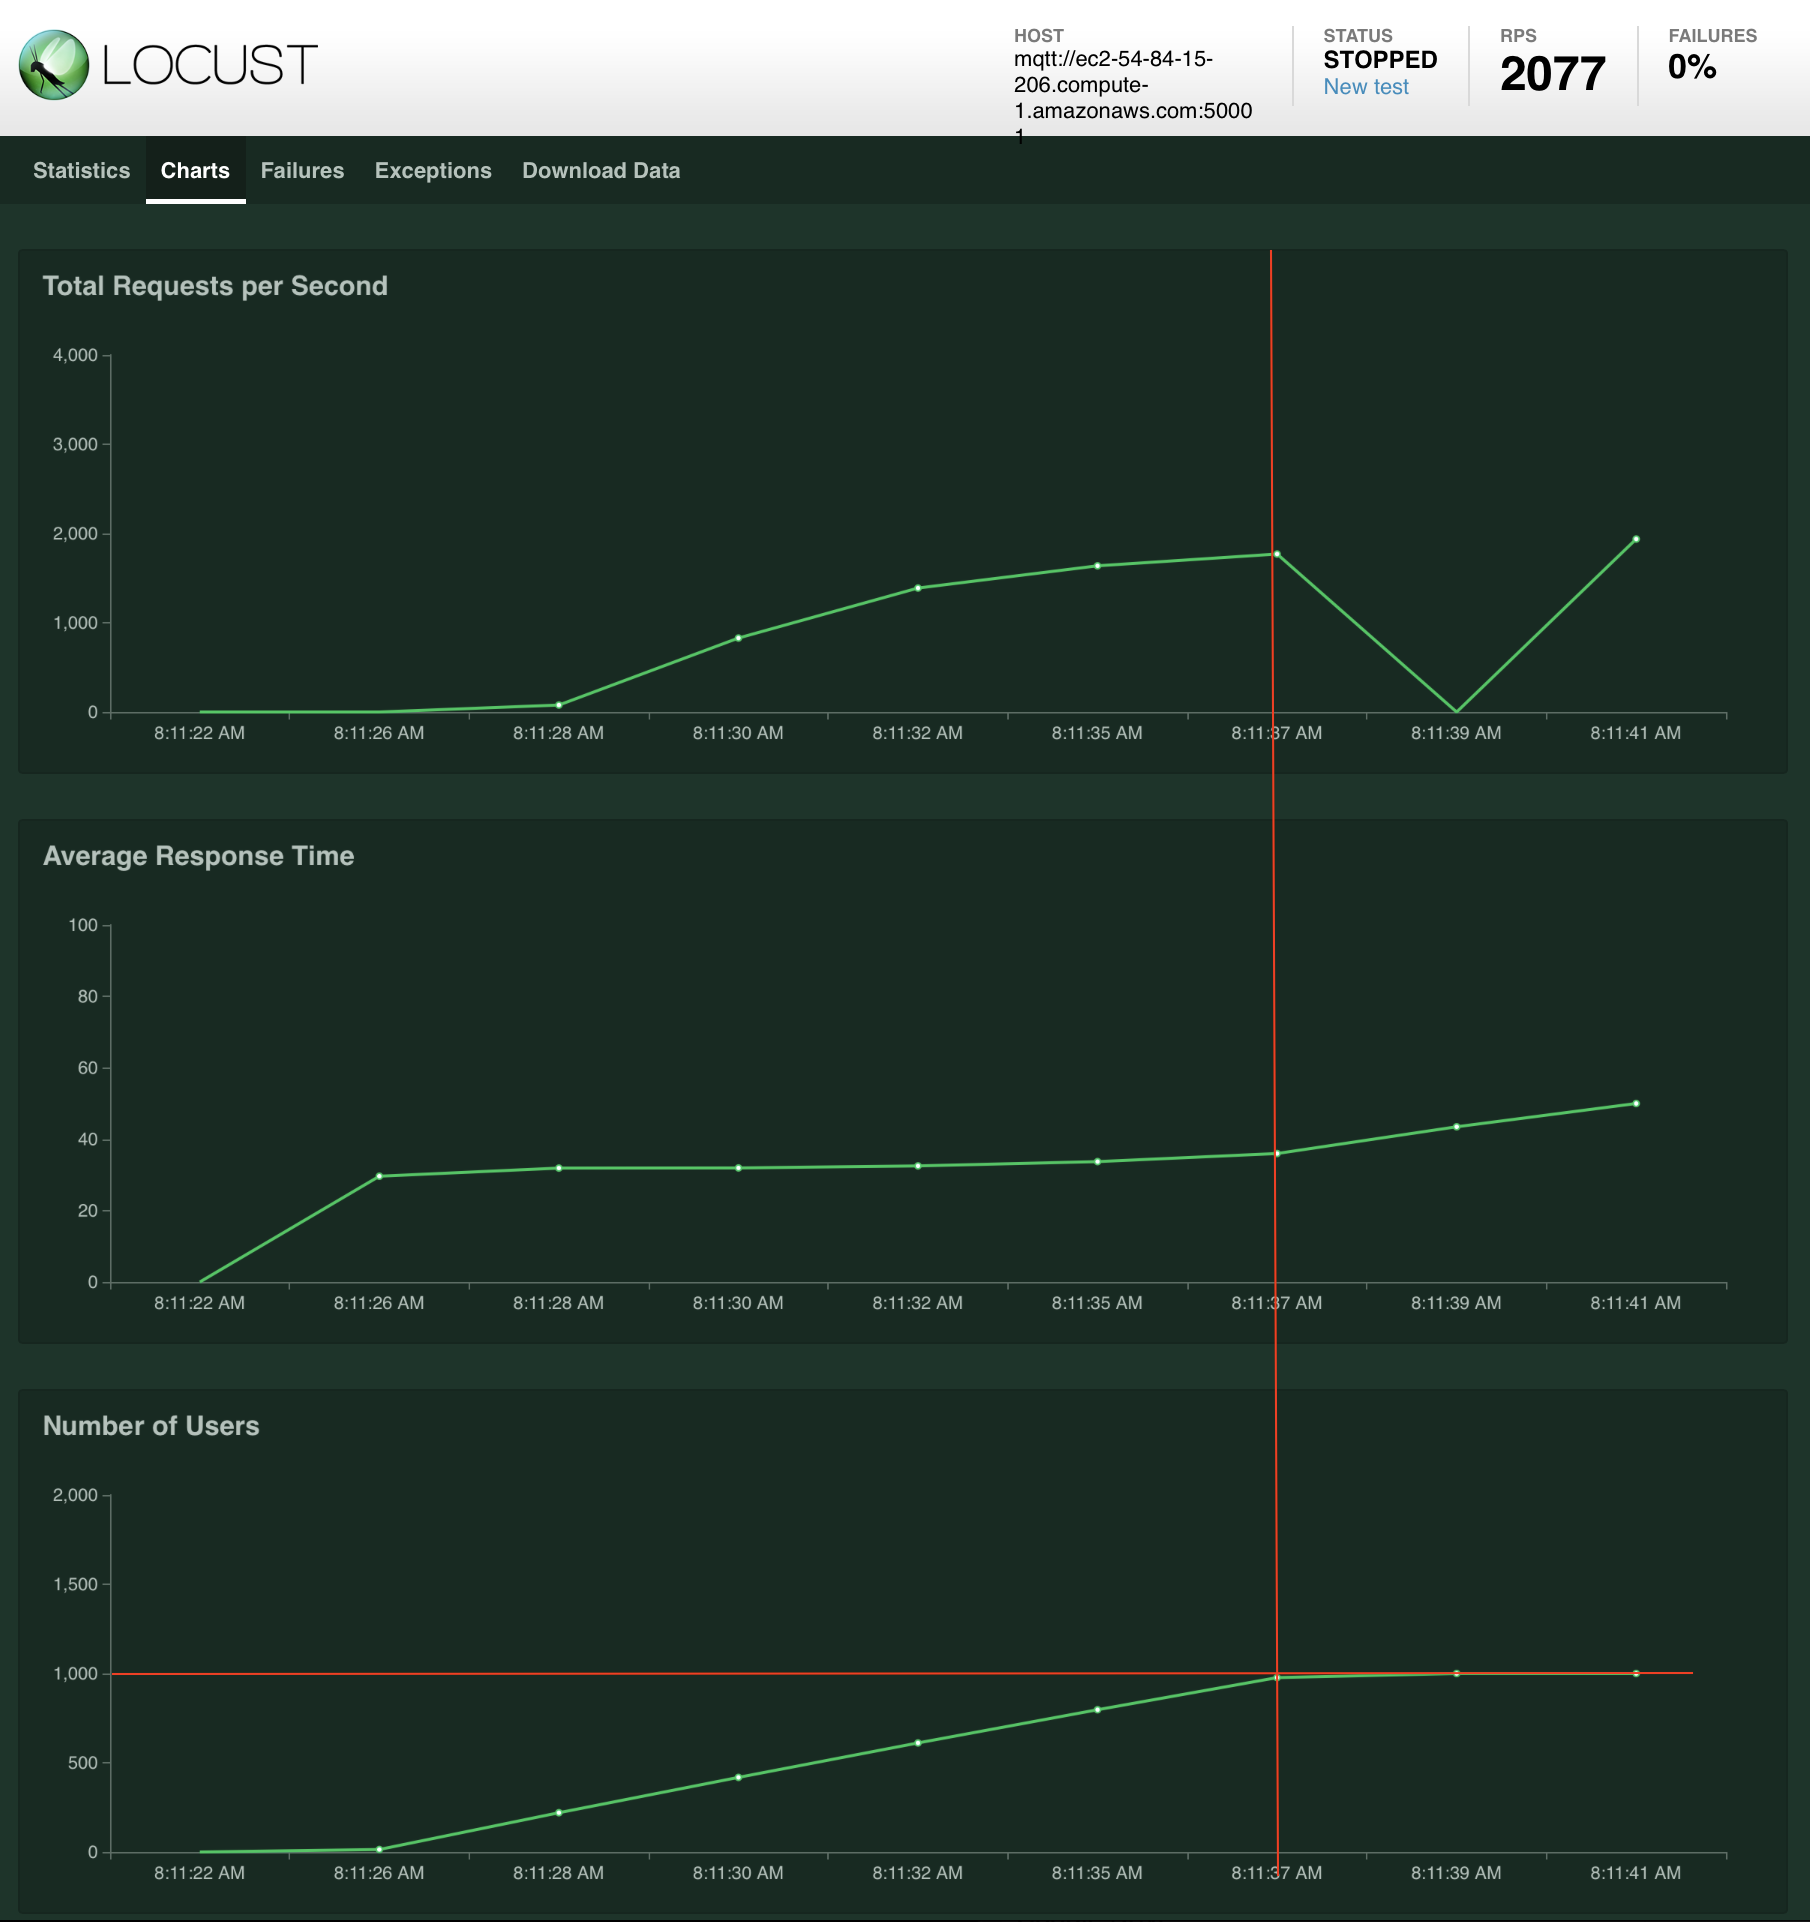 LOCUST
HOST
mqtt://ec2-54-84-15-
206.compute-
1.amazonaws.com:5000
1
STATUS
STOPPED
New test
RPS
2077
FAILURES
0%
Statistics Charts Failures Exceptions Download Data
Total Requests per Second
4,000
3,000
2,000
1,000
0
8:11:22 AM 8:11:26 AM 8:11:28 AM 8:11:30 AM 8:11:32 AM 8:11:35 AM 8:11:37 AM 8:11:39 AM 8:11:41 AM
Average Response Time
100
80
60
40
20
0
8:11:22 AM 8:11:26 AM 8:11:28 AM 8:11:30 AM 8:11:32 AM 8:11:35 AM 8:11:37 AM 8:11:39 AM 8:11:41 AM
Number of Users
2,000
1,500
1,000
500
0
8:11:22 AM 8:11:26 AM 8:11:28 AM 8:11:30 AM 8:11:32 AM 8:11:35 AM 8:11:37 AM 8:11:39 AM 8:11:41 AM